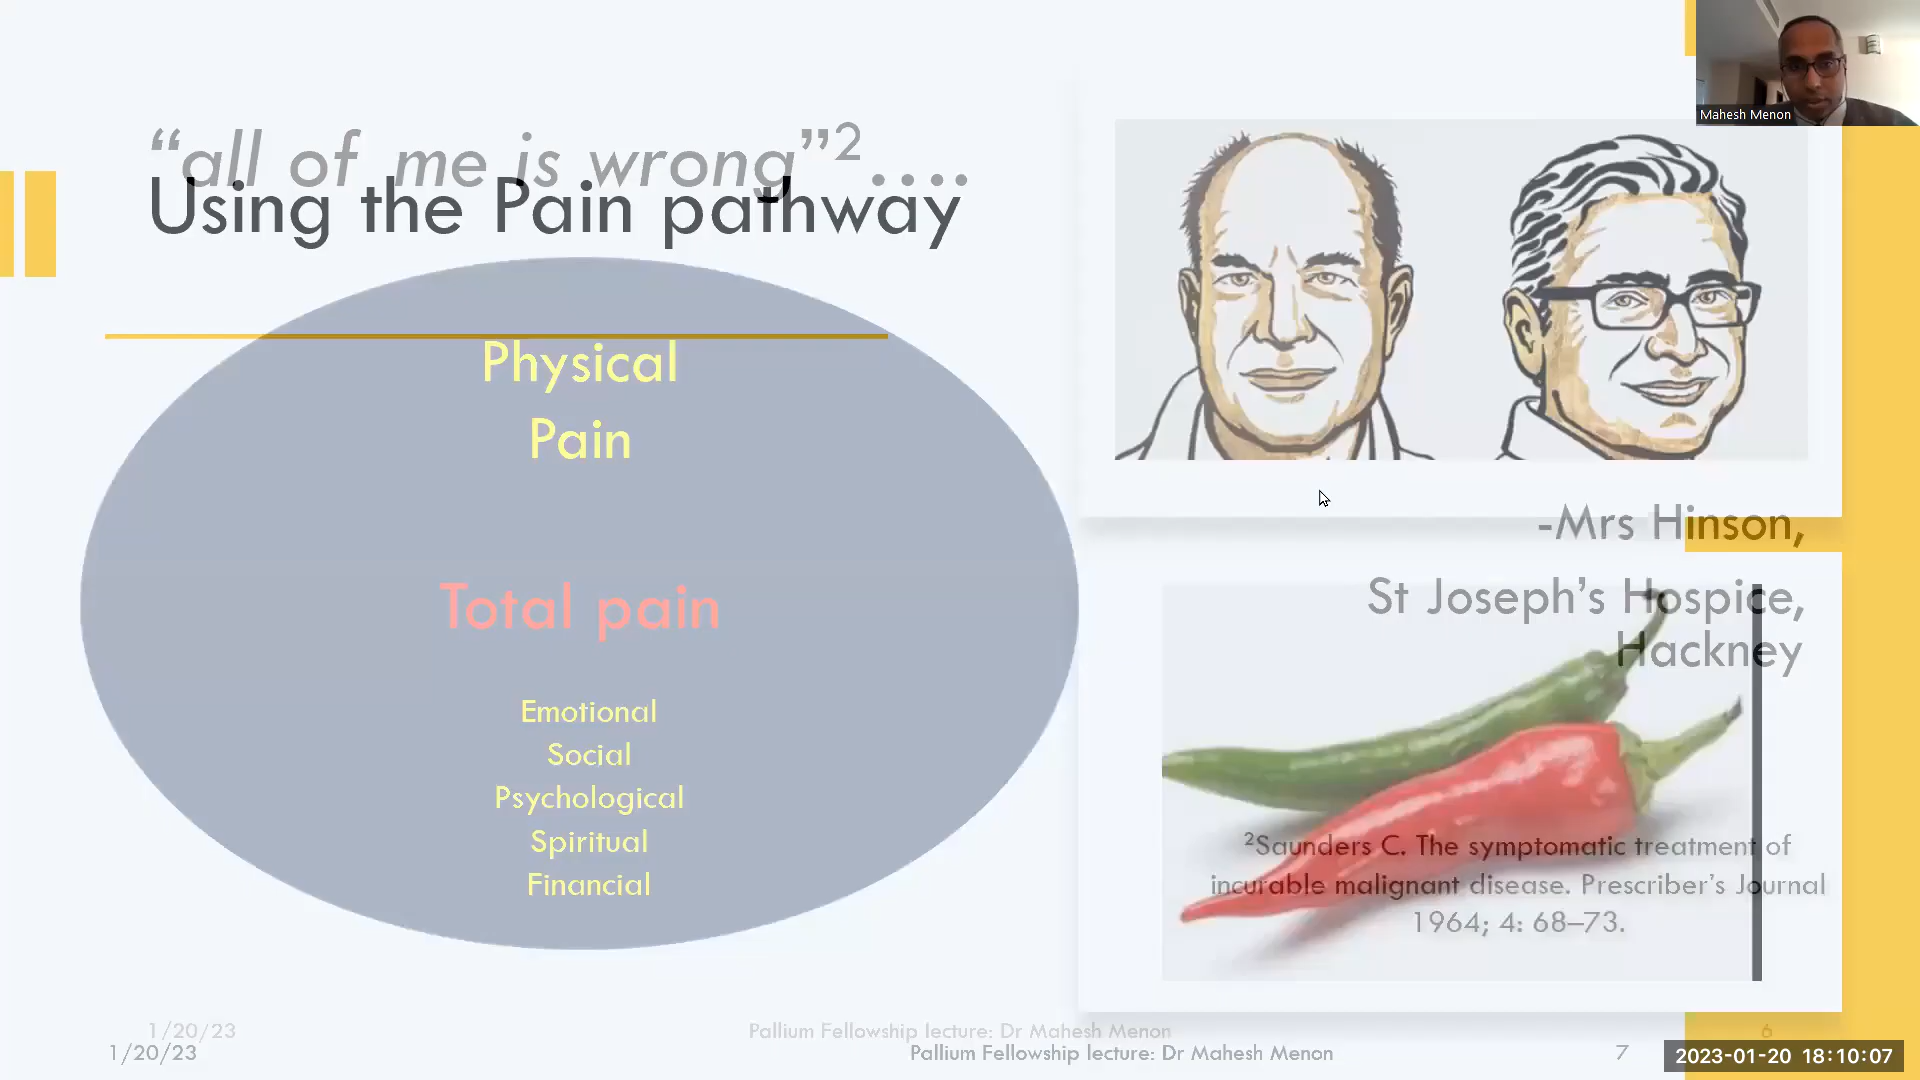 Mahesh Menon
“all of me is wrong”2....
Using the Pain pathway
Physical
Pain
Total pain
Emotional
Social
Psychological
Spiritual
Financial
-Mrs Hinson,
St Joseph’s Hospice,
Hackney
2Saunders C. The symptomatic treatment of
incurable malignant disease. Prescriber’s Journal
1964; 4: 68–73.
1/20/23
Pallium Fellowship lecture: Dr Mahesh Menon
6
1/20/23
Pallium Fellowship lecture: Dr Mahesh Menon
7
2023-01-20 18:10:07